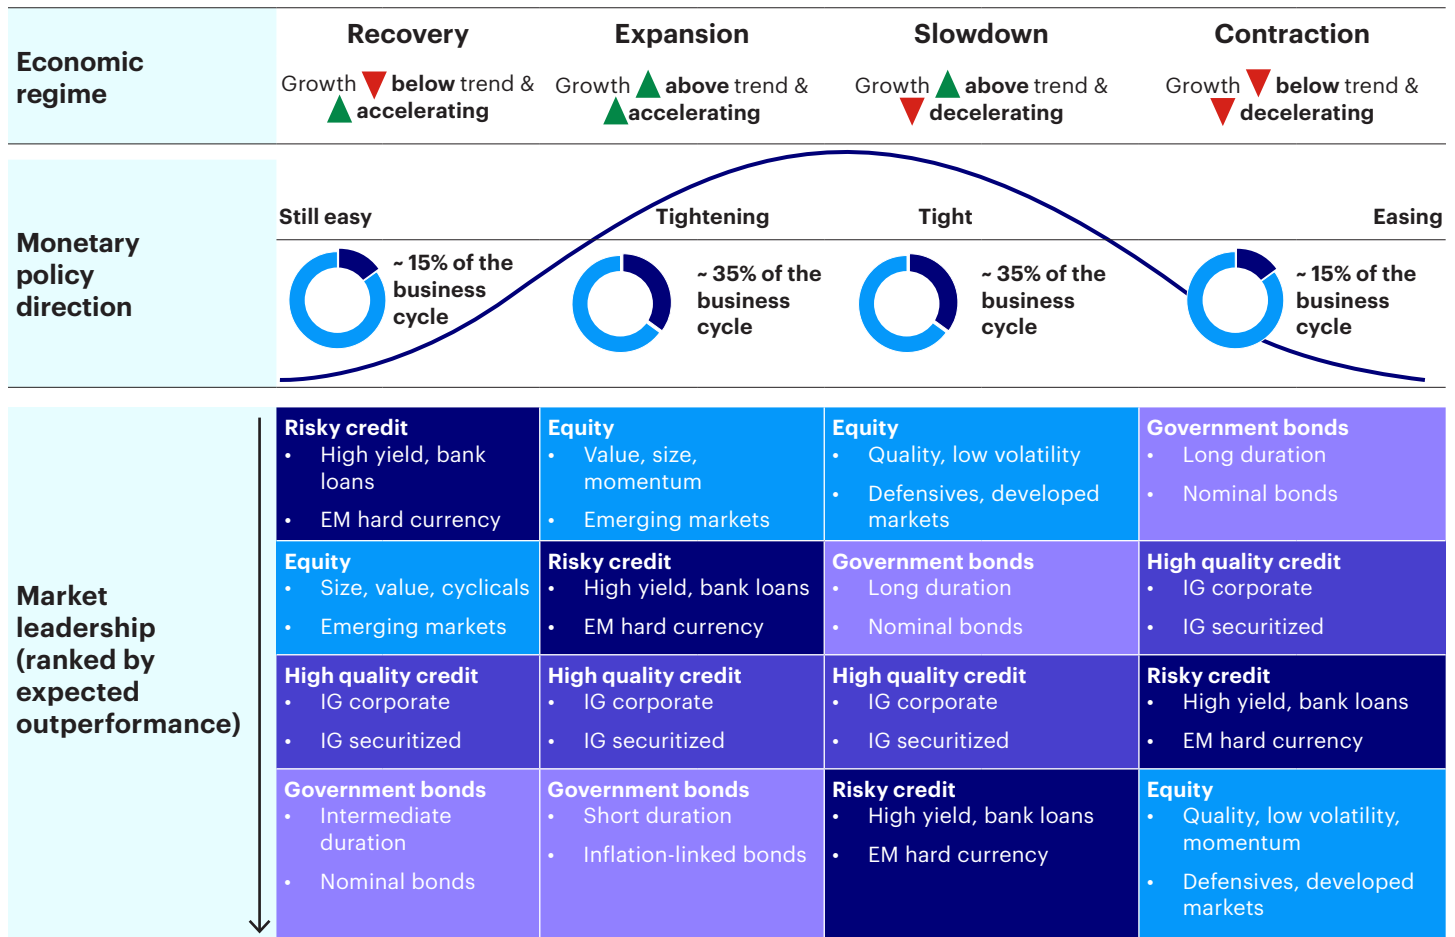 Economic
regime
Recovery
Growth below trend &
accelerating
Expansion
Growth above trend &
accelerating
Slowdown
Growth above trend &
decelerating
Contraction
Growth below trend &
decelerating
Monetary
policy
direction
Still easy
~ 15% of the
business
cycle
Tightening
~ 35% of the
business
cycle
Tight
~ 35% of the
business
cycle
Easing
~ 15% of the
business
cycle
Market
leadership
(ranked by
expected
outperformance)
Risky credit
• High yield, bank
loans
• EM hard currency
Equity
• Value, size,
momentum
• Emerging markets
Equity
• Quality, low volatility
• Defensives, developed
markets
Government bonds
• Long duration
• Nominal bonds
Equity
• Size, value, cyclicals
• Emerging markets
Risky credit
• High yield, bank loans
• EM hard currency
Government bonds
• Long duration
• Nominal bonds
High quality credit
• IG corporate
• IG securitized
High quality credit
• IG corporate
• IG securitized
High quality credit
• IG corporate
• IG securitized
High quality credit
• IG corporate
• IG securitized
Risky credit
• High yield, bank loans
• EM hard currency
Government bonds
• Intermediate
duration
• Nominal bonds
Government bonds
• Short duration
• Inflation-linked bonds
Risky credit
• High yield, bank loans
• EM hard currency
Equity
• Quality, low volatility,
momentum
• Defensives, developed
markets